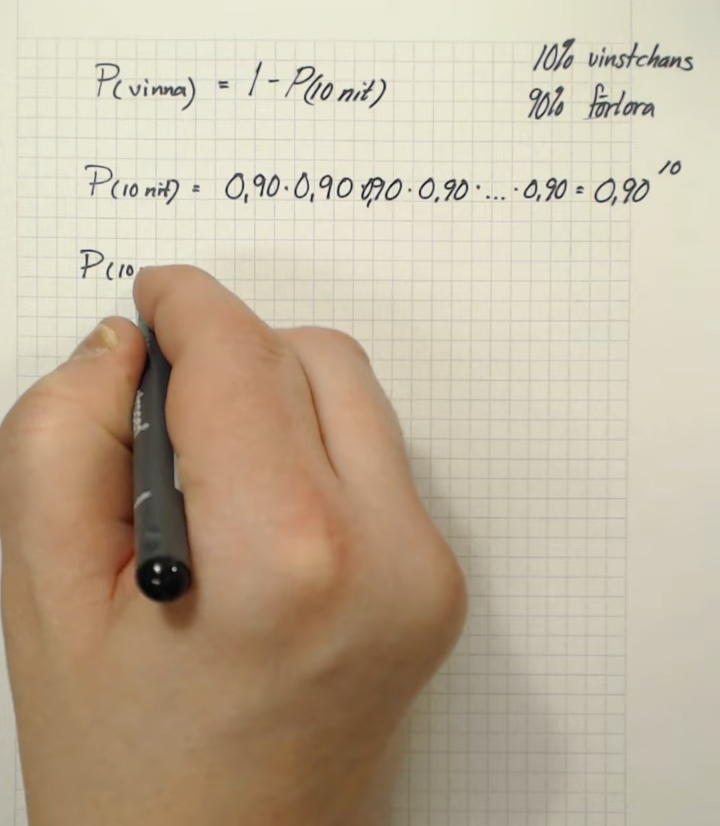 P(vinna) = 1 - P(10 nit)
10% vinstchans
90% förlora
P(10 nit) = 0,90 · 0,90 · 0,90 · 0,90 · ... · 0,90 = 0,90^10
P(10